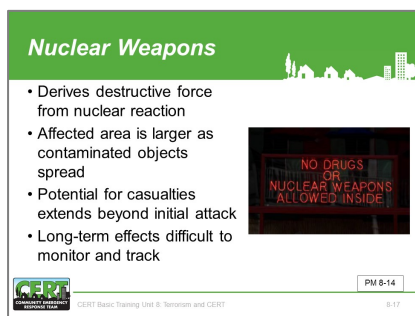 Nuclear Weapons
• Derives destructive force
from nuclear reaction
• Affected area is larger as
contaminated objects
spread
• Potential for casualties
extends beyond initial attack
• Long-term effects difficult to
monitor and track
NO DRUGS
OR
NUCLEAR WEAPONS
ALLOWED INSIDE
PM 8-14
CERT
COMMUNITY EMERGENCY
RESPONSE TEAM
CERT Basic Training Unit 8: Terrorism and CERT
8-17